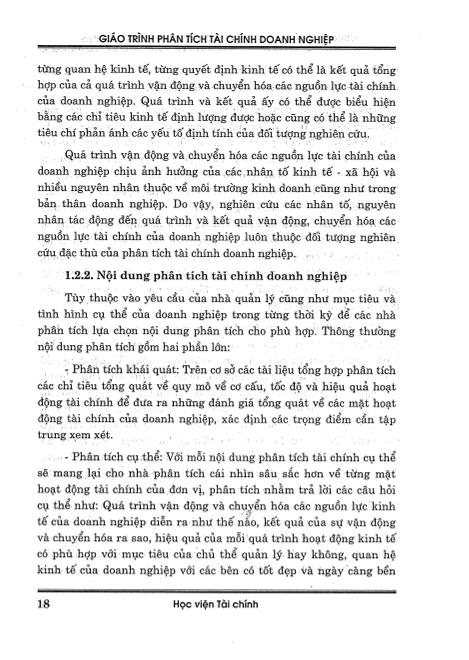 GIÁO TRÌNH PHÂN TÍCH TÀI CHÍNH DOANH NGHIỆP
từng quan hệ kinh tế, từng quyết định kinh tế có thể là kết quả tổng
hợp của cả quá trình vận động và chuyển hóa các nguồn lực tài chính
của doanh nghiệp. Quá trình và kết quả ấy có thể được biểu hiện
bằng các chỉ tiêu kinh tế định lượng được hoặc cũng có thể là những
tiêu chí phản ánh các yếu tố định tính của đối tượng nghiên cứu.
Quá trình vận động và chuyển hóa các nguồn lực tài chính của
doanh nghiệp chịu ảnh hưởng của các nhân tố kinh tế - xã hội và
nhiều nguyên nhân thuộc về môi trường kinh doanh cũng như trong
bản thân doanh nghiệp. Do vậy, nghiên cứu các nhân tố, nguyên
nhân tác động đến quá trình và kết quả vận động, chuyển hóa các
nguồn lực tài chính của doanh nghiệp luôn thuộc đối tượng nghiên
cứu đặc thù của phân tích tài chính doanh nghiệp.
1.2.2. Nội dung phân tích tài chính doanh nghiệp
Tùy thuộc vào yêu cầu của nhà quản lý cũng như mục tiêu và
tình hình cụ thể của doanh nghiệp trong từng thời kỳ để các nhà
phân tích lựa chọn nội dung phân tích cho phù hợp. Thông thường
nội dung phân tích gồm hai phần lớn:
- Phân tích khái quát: Trên cơ sở các tài liệu tổng hợp phân tích
các chỉ tiêu tổng quát về quy mô về cơ cấu, tốc độ và hiệu quả hoạt
động tài chính để đưa ra những đánh giá tổng quát về các mặt hoạt
động tài chính của doanh nghiệp, xác định các trọng điểm cần tập
trung xem xét.
- Phân tích cụ thể: Với mỗi nội dung phân tích tài chính cụ thể
sẽ mang lại cho nhà phân tích cái nhìn sâu sắc hơn về từng mặt
hoạt động tài chính của đơn vị, phân tích nhằm trả lời các câu hỏi
cụ thể như: Quá trình vận động và chuyển hóa các nguồn lực kinh
tế của doanh nghiệp diễn ra như thế nào, kết quả của sự vận động
và chuyển hóa ra sao, hiệu quả của mỗi quá trình hoạt động kinh tế
có phù hợp với mục tiêu của chủ thể quản lý hay không, quan hệ
kinh tế của doanh nghiệp với các bên có tốt đẹp và ngày càng bền
18
Học viện Tài chính